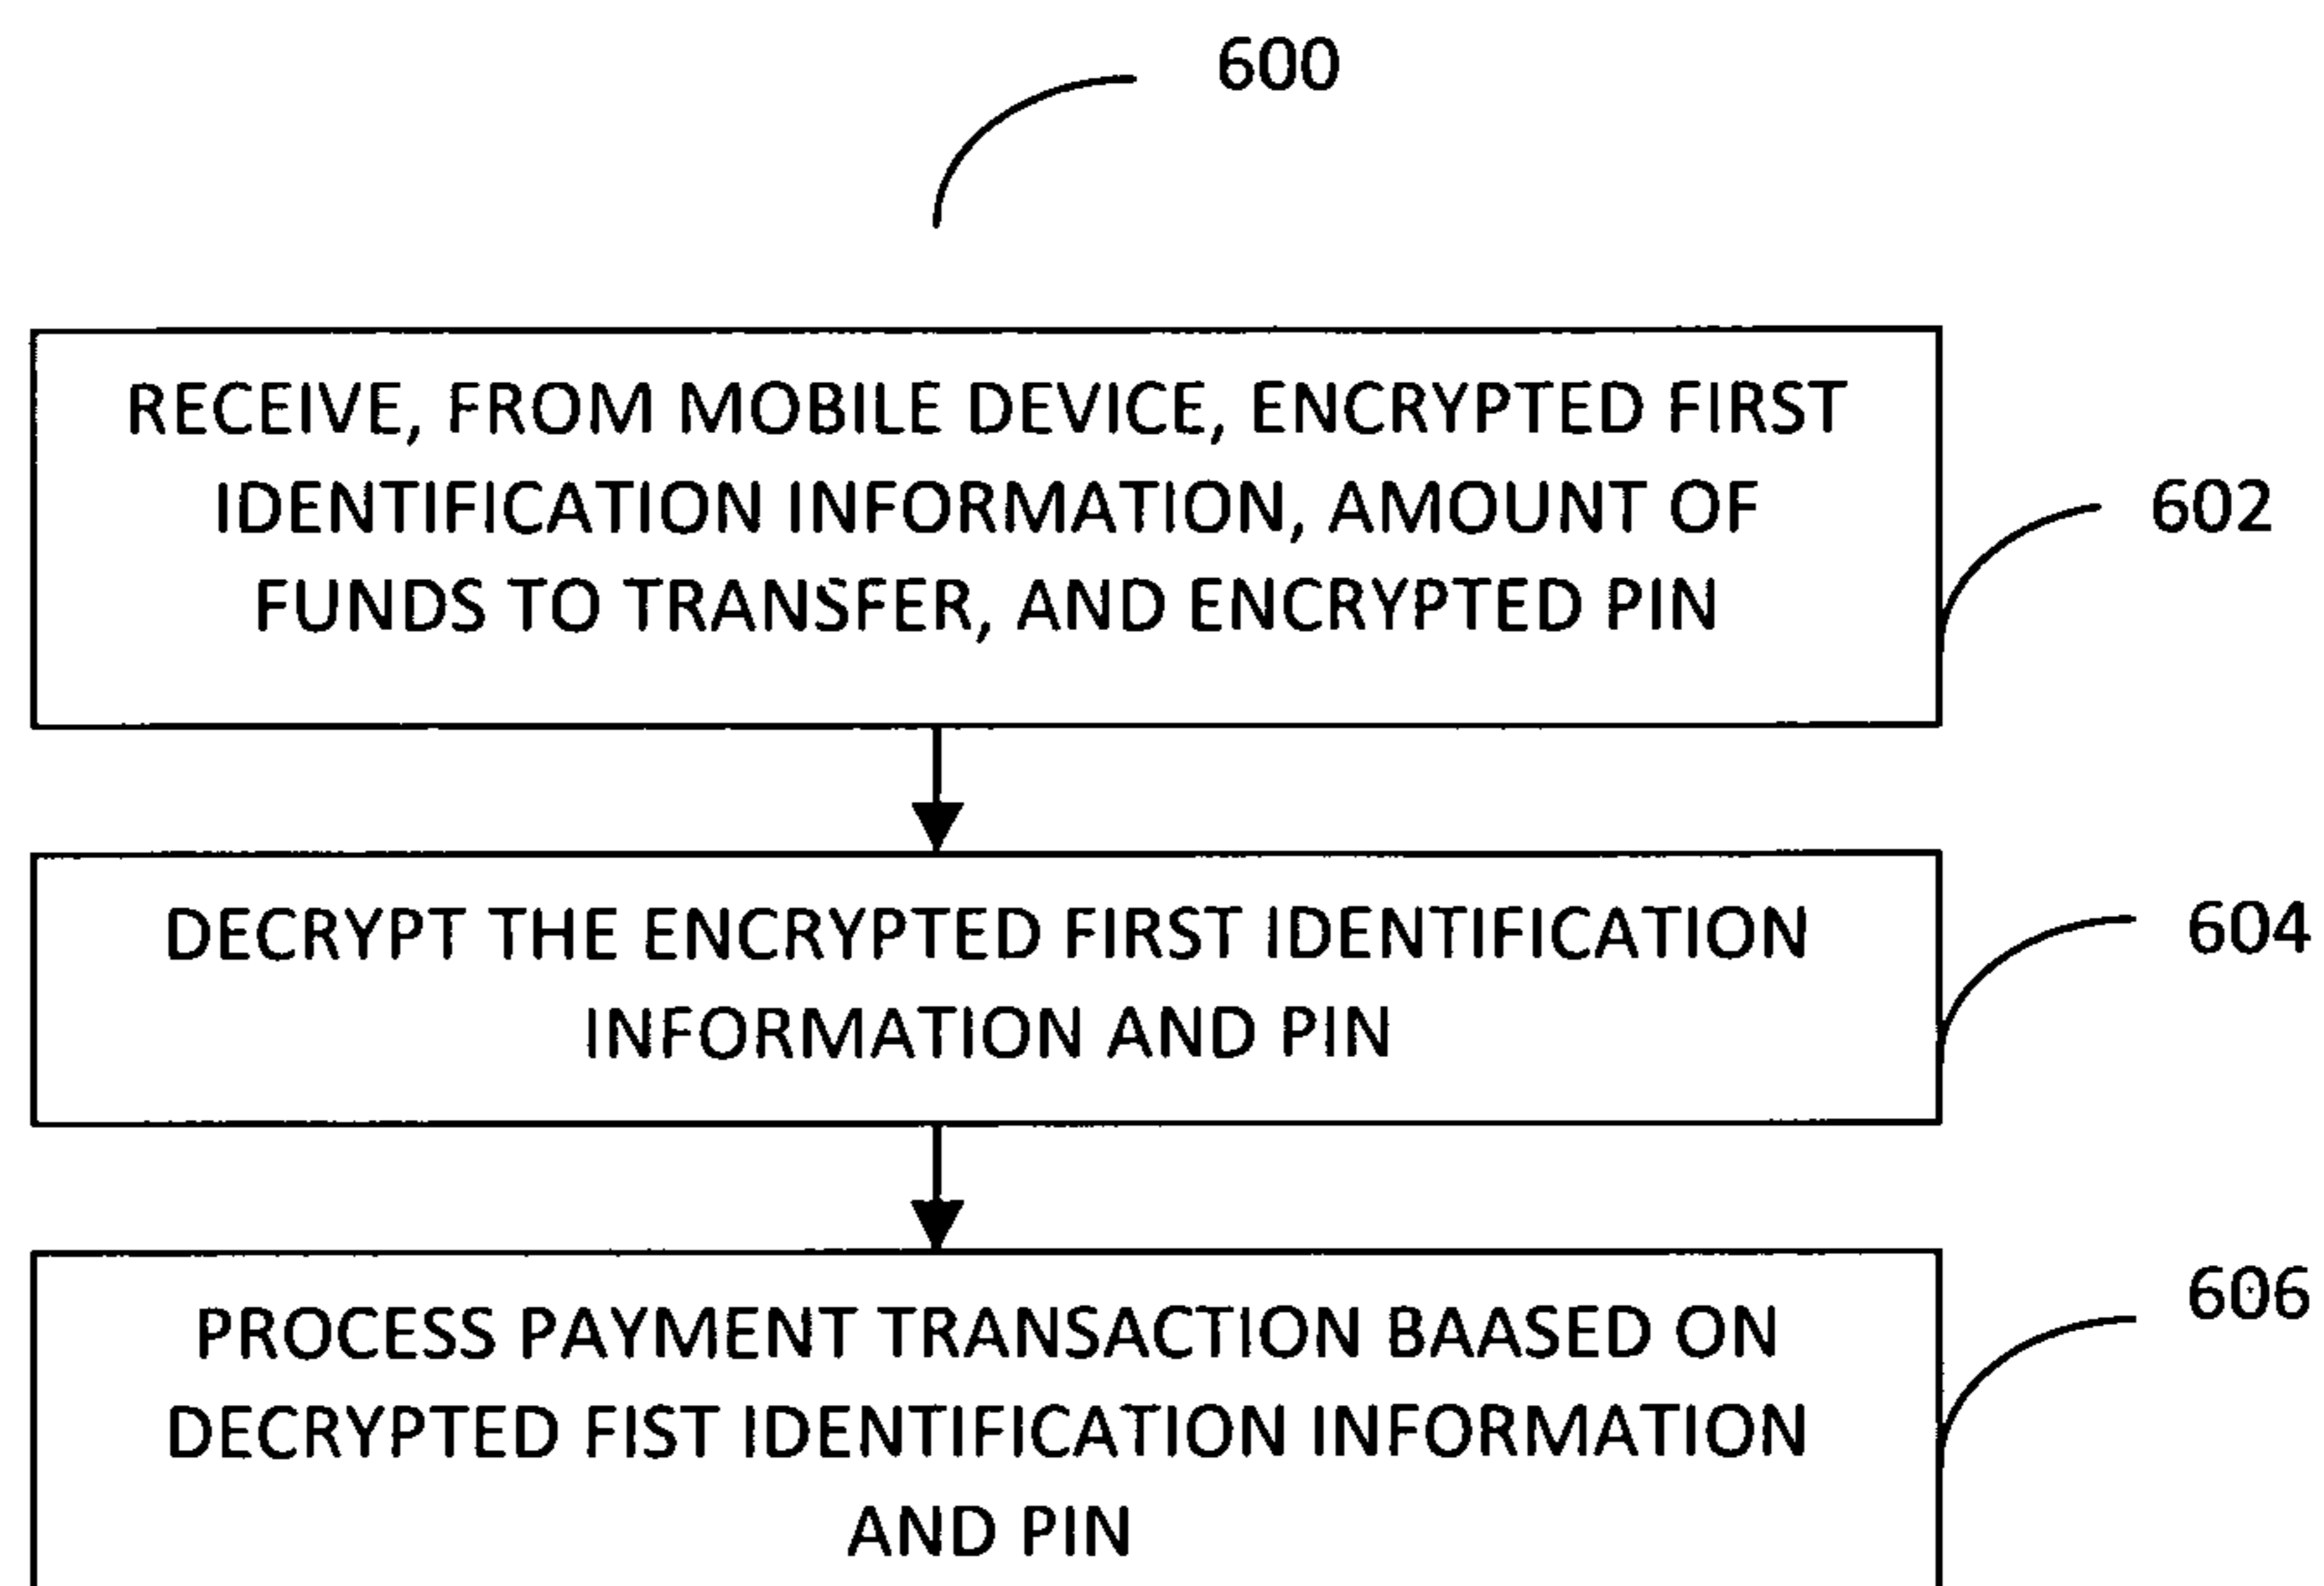 600
RECEIVE, FROM MOBILE DEVICE, ENCRYPTED FIRST
IDENTIFICATION INFORMATION, AMOUNT OF
FUNDS TO TRANSFER, AND ENCRYPTED PIN
602
DECRYPT THE ENCRYPTED FIRST IDENTIFICATION
INFORMATION AND PIN
604
PROCESS PAYMENT TRANSACTION BAASED ON
DECRYPTED FIST IDENTIFICATION INFORMATION
AND PIN
606